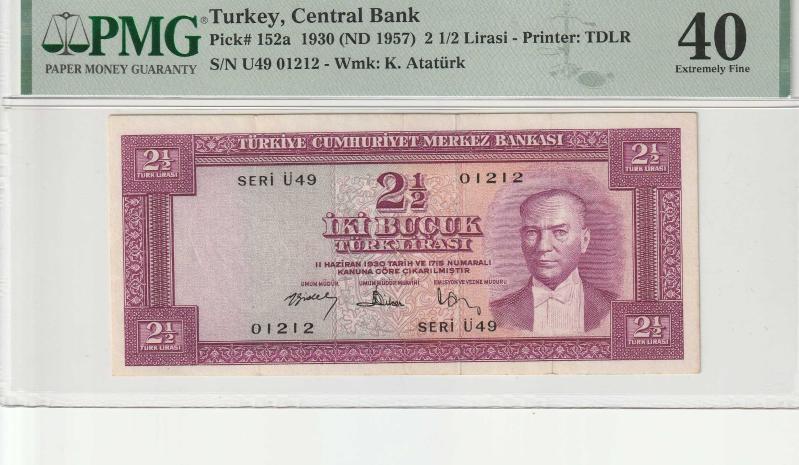 PMG®
PAPER MONEY GUARANTY
Turkey, Central Bank
Pick# 152a 1930 (ND 1957) 2 1/2 Lirasi - Printer: TDLR
S/N U49 01212 - Wmk: K. Atatürk
40
Extremely Fine
TÜRKİYE CUMHURİYET MERKEZ BANKASI
2½
TÜRK LİRASI
2½
TÜRK LİRASI
SERİ U49
2½
01212
İKİ BUÇUK
TÜRK LİRASI
11 HAZİRAN 1930 TARİH VE 1715 NUMARALI
KANUNA GÖRE ÇIKARILMIŞTIR
UMUM MÜDÜR
UMUM MÜDÜR MUAVİNİ
EMİSYON VE VEZNE MÜDÜRÜ
01212
SERİ U49
2½
TÜRK LİRASI
2½
TÜRK LİRASI